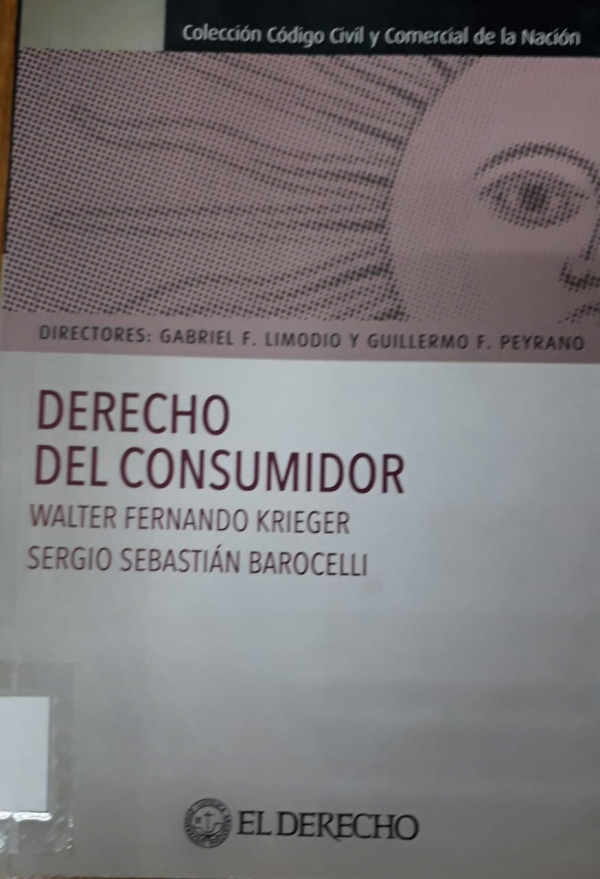 Colección Código Civil y Comercial de la Nación
DIRECTORES: GABRIEL F. LIMODIO Y GUILLERMO F. PEYRANO
DERECHO
DEL CONSUMIDOR
WALTER FERNANDO KRIEGER
SERGIO SEBASTIÁN BAROCELLI
EL DERECHO